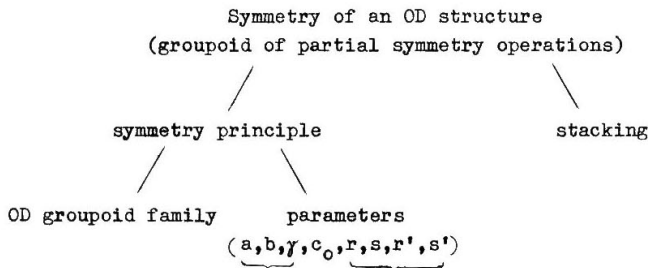 Symmetry of an OD structure
(groupoid of partial symmetry operations)
symmetry principle stacking
OD groupoid family parameters
(a,b,γ,c₀,r,s,r',s')